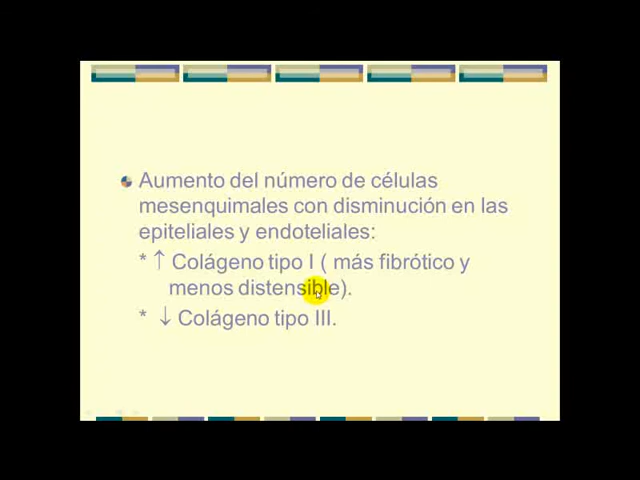 Aumento del número de células
mesenquimales con disminución en las
epiteliales y endoteliales:
* ↑ Colágeno tipo I ( más fibrótico y
menos distensible).
* ↓ Colágeno tipo III.